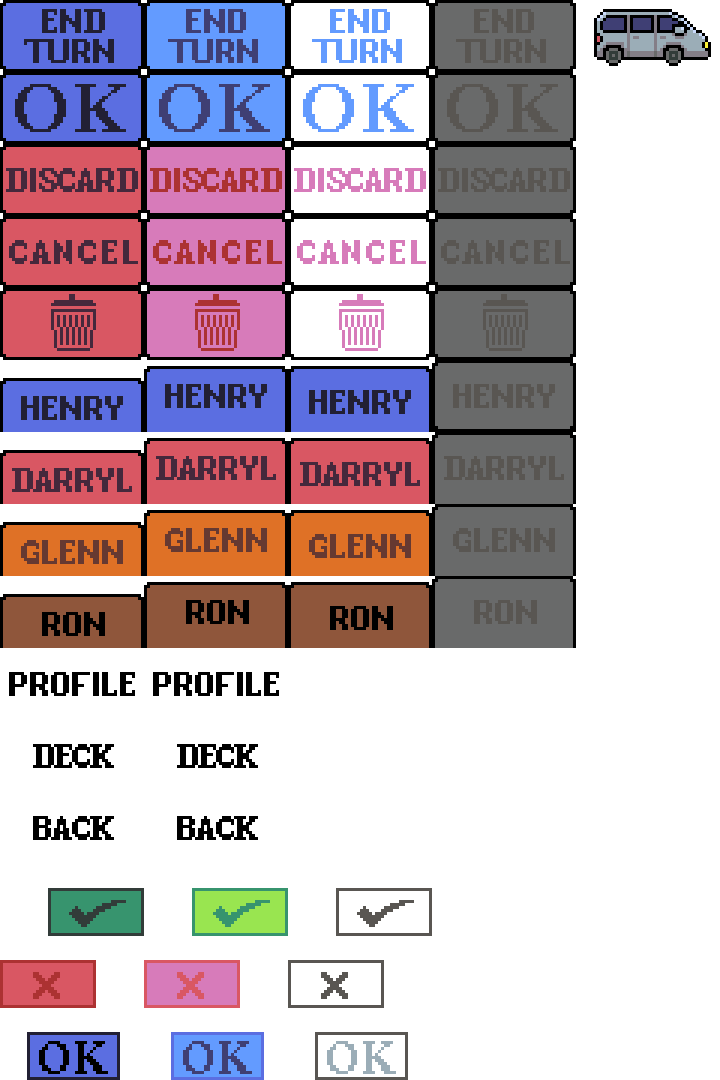 END END END END
TURN TURN TURN TURN
OK OK OK OK
DISCARD DISCARD DISCARD DISCARD
CANCEL CANCEL CANCEL CANCEL
HENRY HENRY HENRY HENRY
DARRYL DARRYL DARRYL DARRYL
GLENN GLENN GLENN GLENN
RON RON RON RON
PROFILE PROFILE
DECK DECK
BACK BACK
OK OK OK